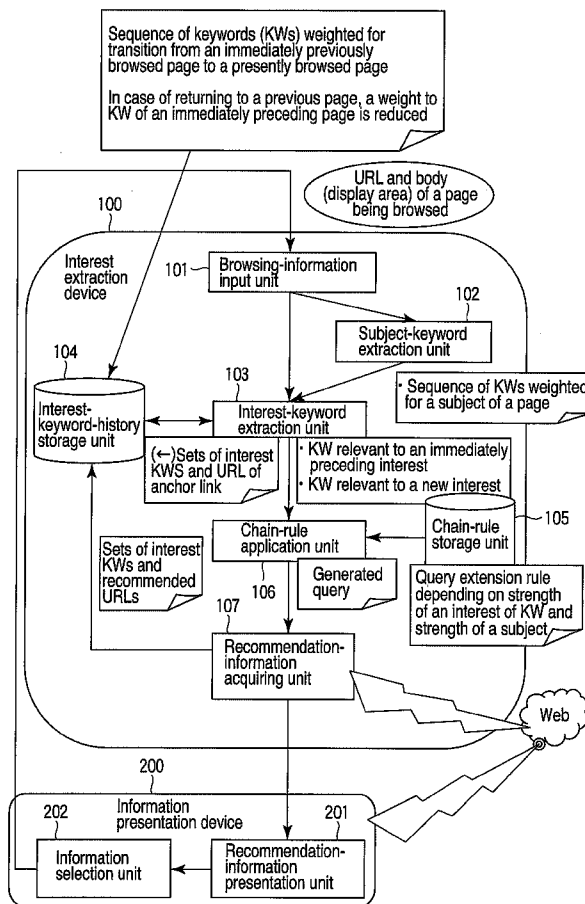 Sequence of keywords (KWs) weighted for
transition from an immediately previously
browsed page to a presently browsed page
In case of returning to a previous page, a weight to
KW of an immediately preceding page is reduced
URL and body
(display area) of a page
being browsed
100
Interest
extraction device
101
Browsing-information
input unit
102
Subject-keyword
extraction unit
104
Interest-
keyword-history
storage unit
103
Interest-keyword
extraction unit
• Sequence of KWs weighted
for a subject of a page
(←)Sets of interest
KWS and URL of
anchor link
• KW relevant to an immediately
preceding interest
• KW relevant to a new interest
Chain-rule
storage unit
105
Sets of interest
KWs and
recommended
URLs
Chain-rule
application unit
106
Generated
query
Query extension rule
depending on strength
of an interest of KW and
strength of a subject
107
Recommendation-
information
acquiring unit
Web
200
Information
presentation device
202
Information
selection unit
201
Recommendation-
information
presentation unit